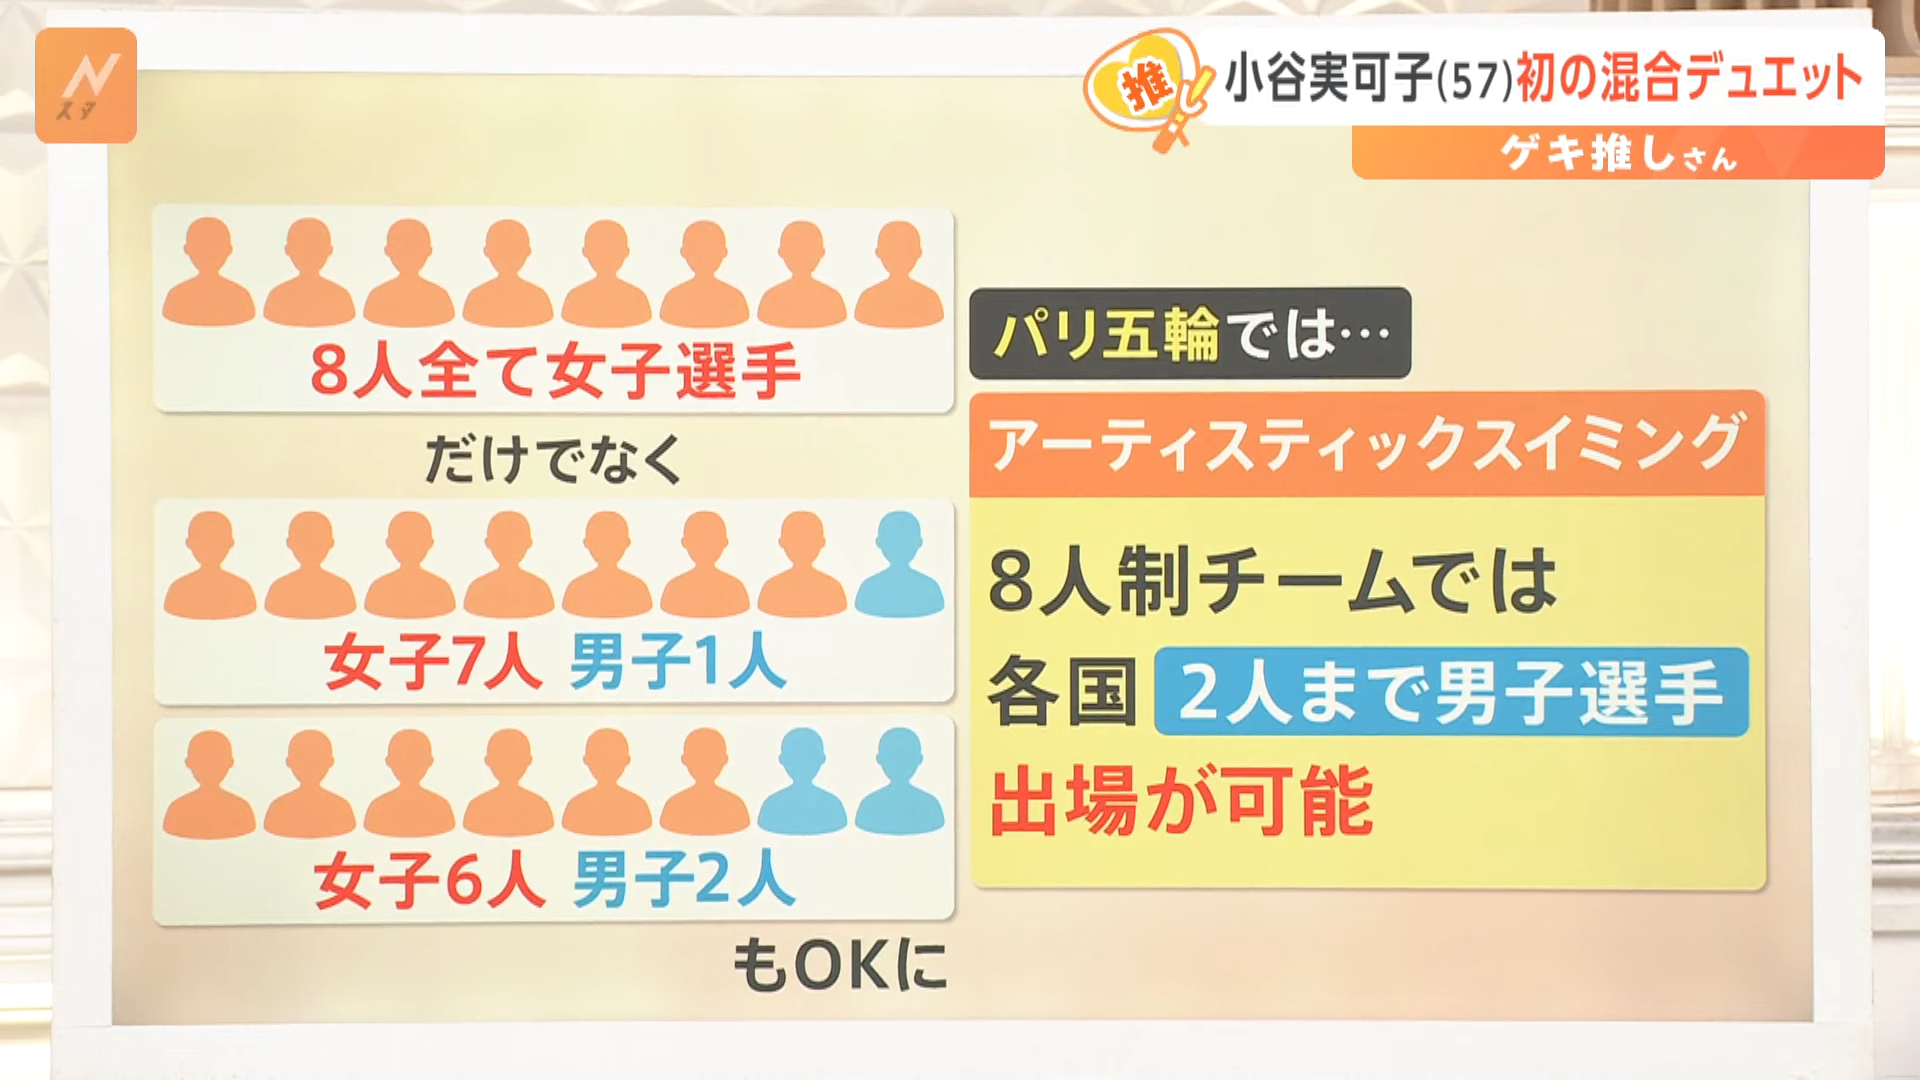 N
スタ
推し
小谷実可子(57)初の混合デュエット
ゲキ推しさん
8人全て女子選手
だけでなく
女子7人 男子1人
女子6人 男子2人
もOKに
パリ五輪では…
アーティスティックスイミング
8人制チームでは
各国 2人まで男子選手
出場が可能